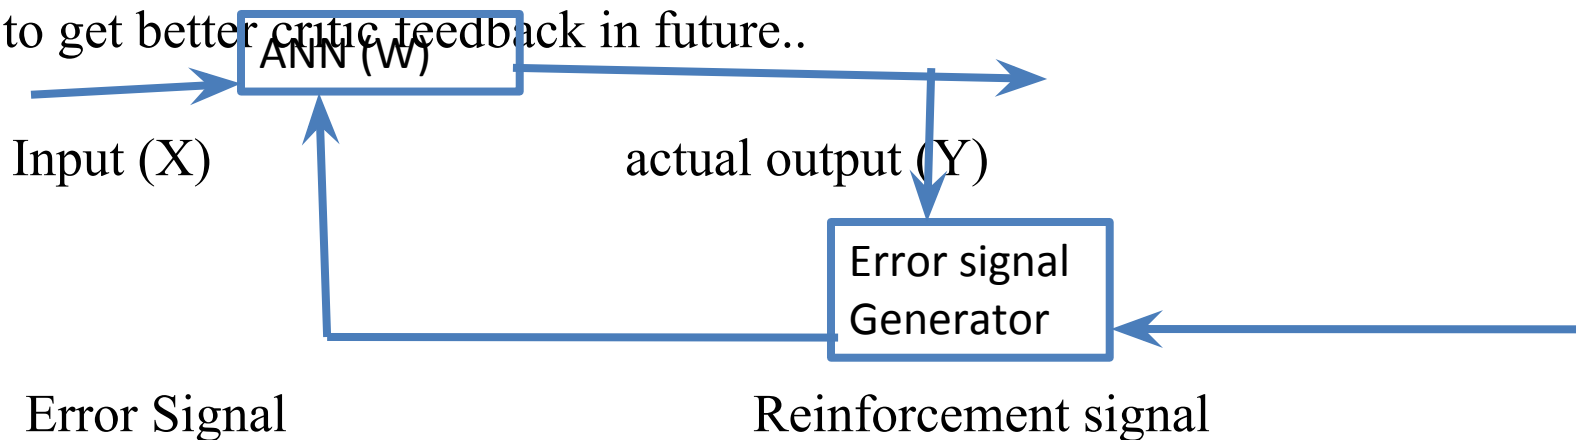 to get better critic feedback in future..
ANN (W)
Input (X)
actual output (Y)
Error signal
Generator
Error Signal
Reinforcement signal